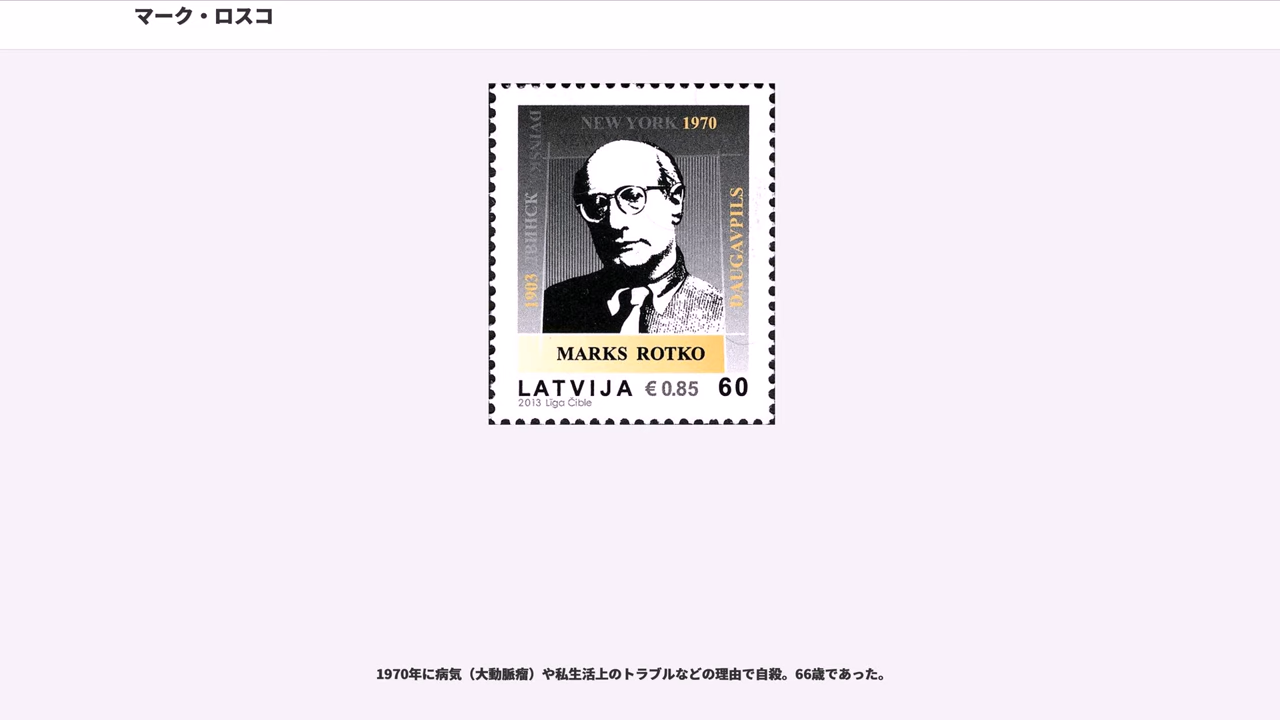 マーク・ロスコ
NEW YORK 1970
DVINSK
1903 ДВИНСК
DAUGAVPILS
MARKS ROTKO
LATVIJA € 0.85 60
2013 Līga Čible
1970年に病気（大動脈瘤）や私生活上のトラブルなどの理由で自殺。66歳であった。